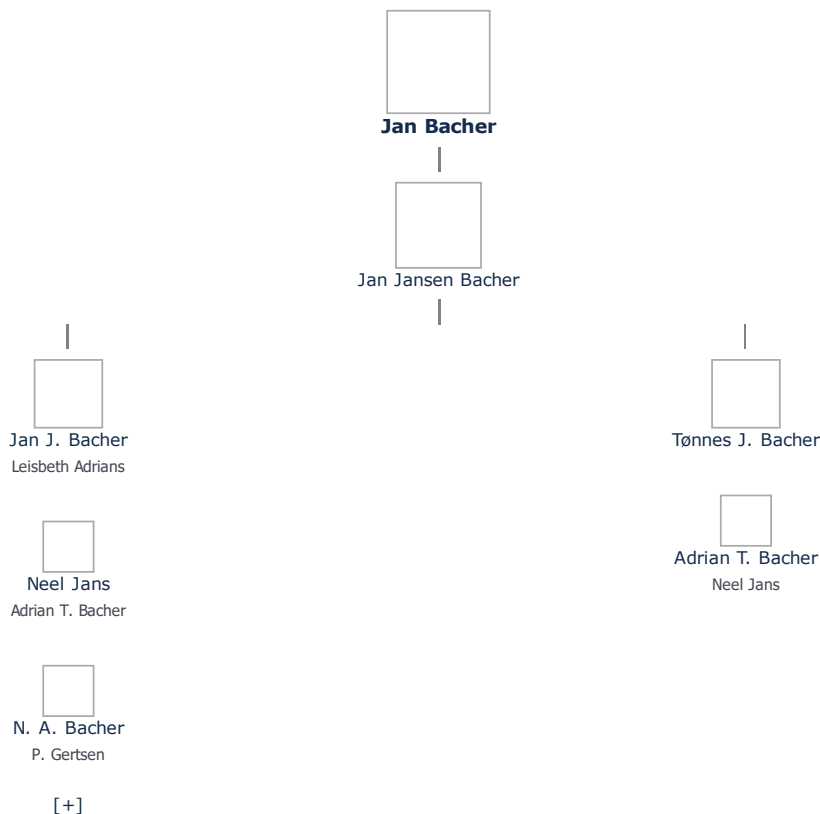 Jan Bacher
Jan Jansen Bacher
Jan J. Bacher
Leisbeth Adrians
Neel Jans
Adrian T. Bacher
N. A. Bacher
P. Gertsen
[+]
Tønnes J. Bacher
Adrian T. Bacher
Neel Jans